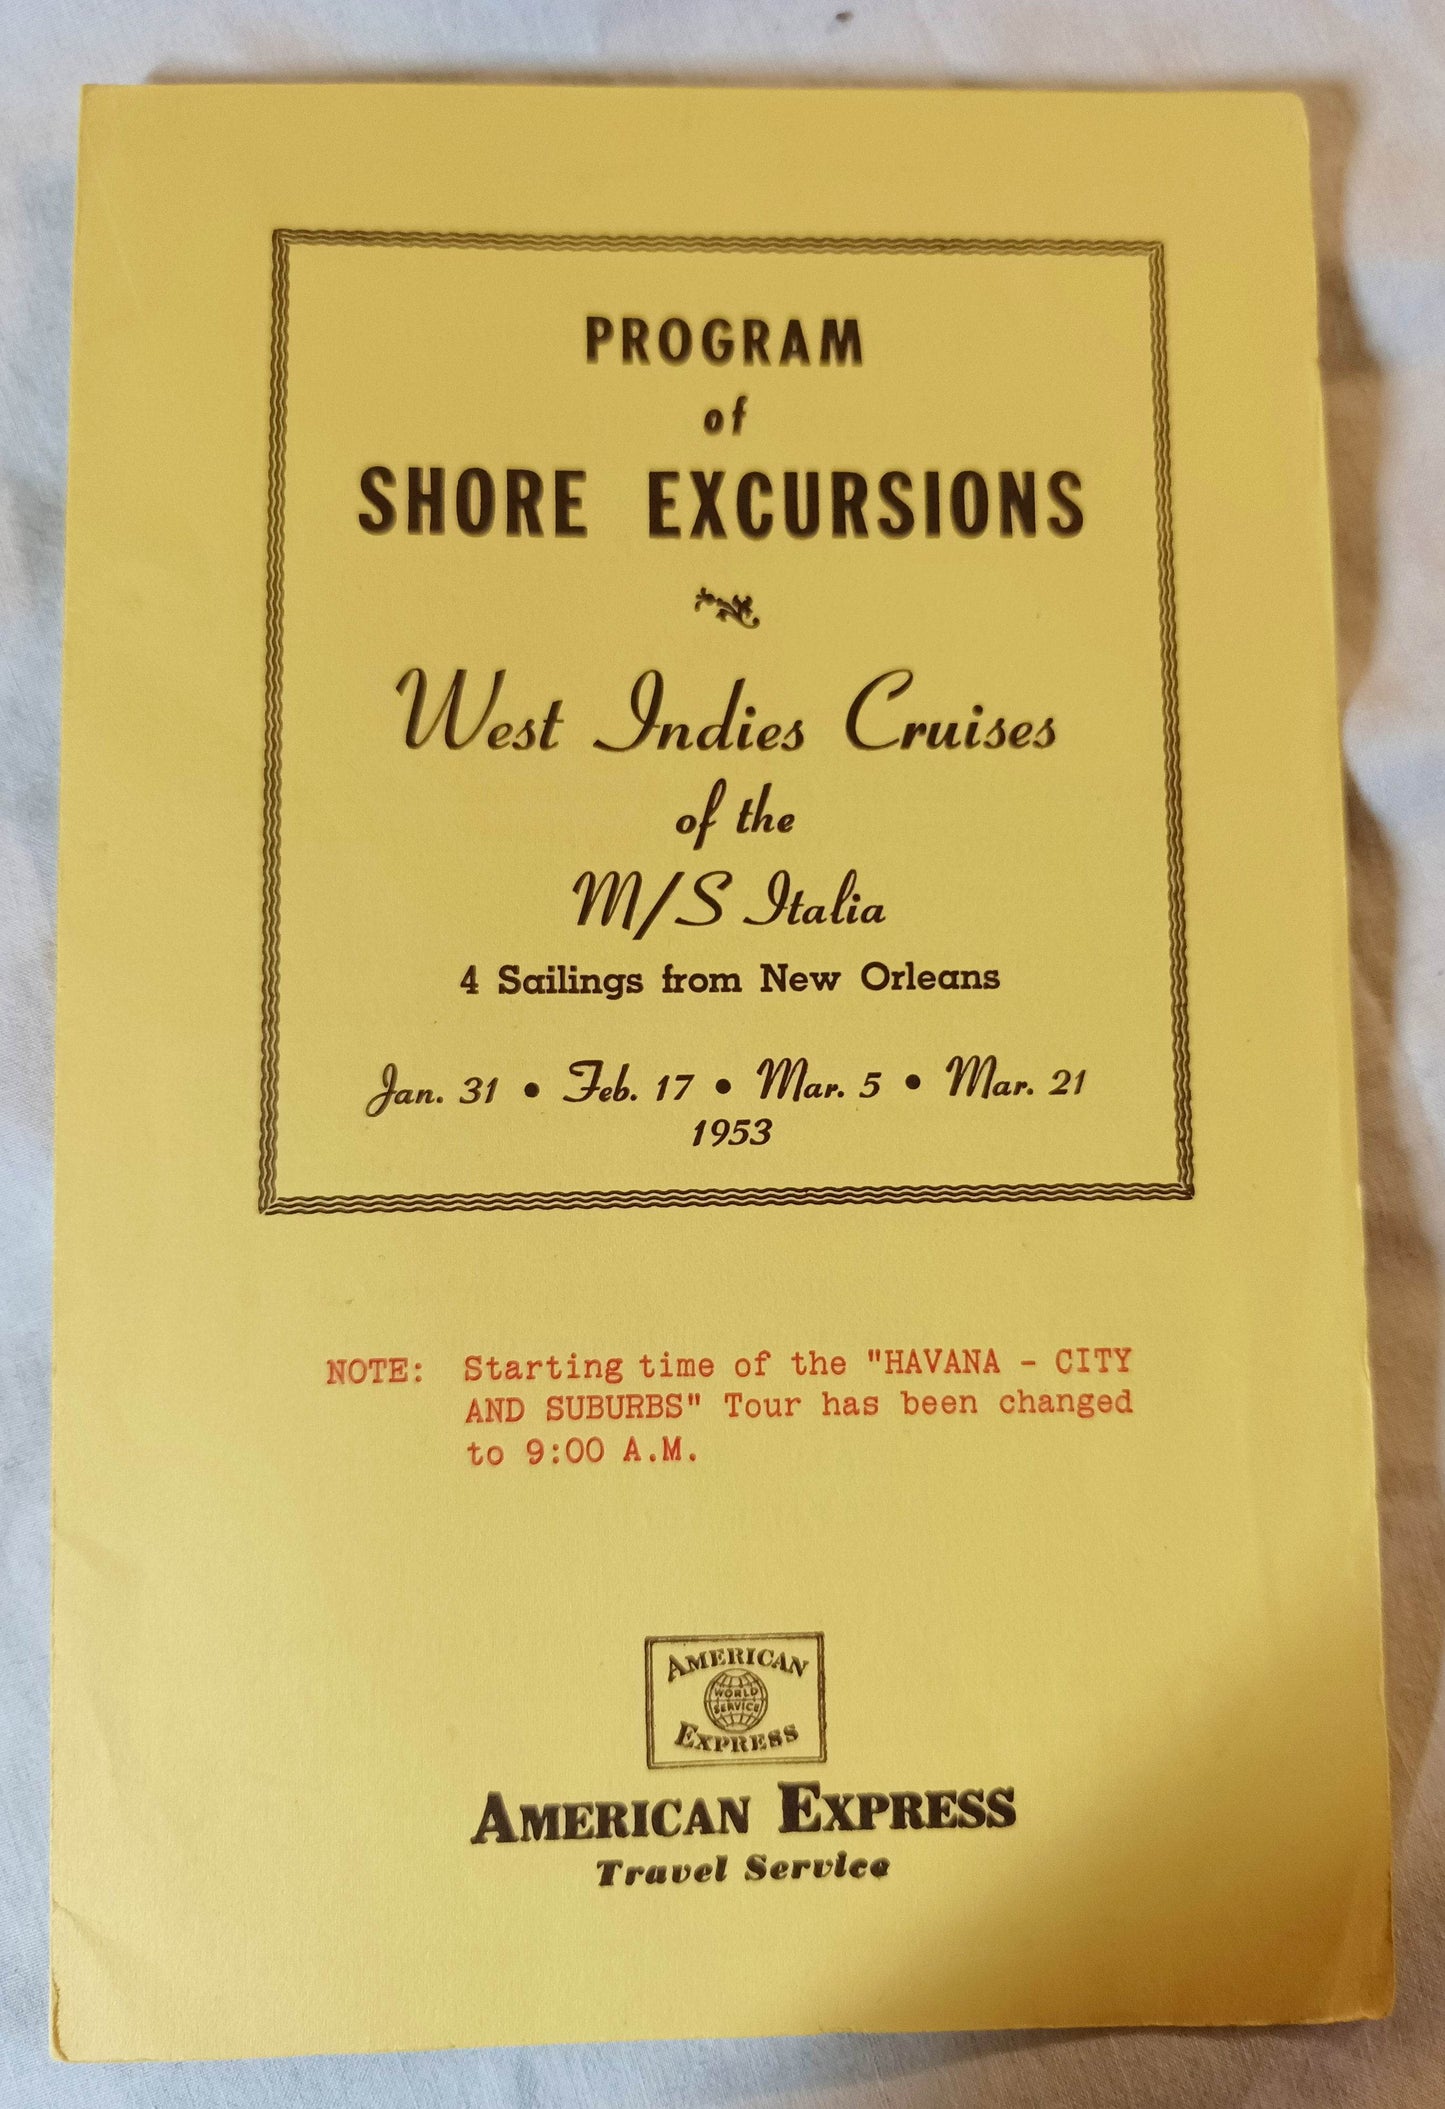 PROGRAM
of
SHORE EXCURSIONS
West Indies Cruises
of the
M/S Italia
4 Sailings from New Orleans
Jan. 31 • Feb. 17 • Mar. 5 • Mar. 21
1953
NOTE: Starting time of the "HAVANA - CITY
AND SUBURBS" Tour has been changed
to 9:00 A.M.
AMERICAN
WORLD
SERVICE
EXPRESS
AMERICAN EXPRESS
Travel Service